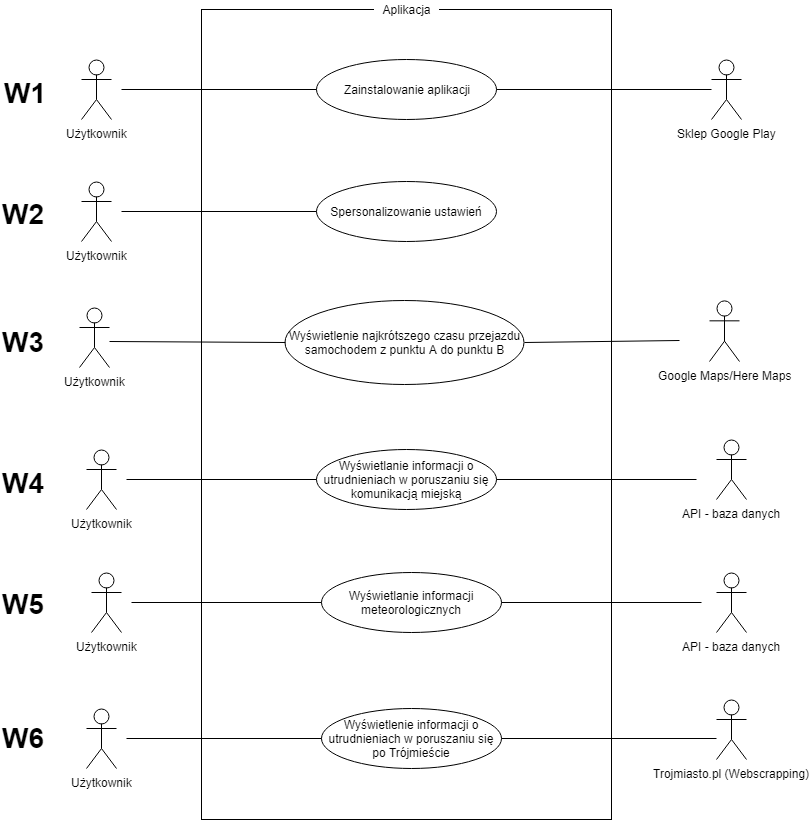 Aplikacja
W1
Użytkownik
Zainstalowanie aplikacji
Sklep Google Play
W2
Użytkownik
Spersonalizowanie ustawień
W3
Użytkownik
Wyświetlenie najkrótszego czasu przejazdu
samochodem z punktu A do punktu B
Google Maps/Here Maps
W4
Użytkownik
Wyświetlanie informacji o
utrudnieniach w poruszaniu się
komunikacją miejską
API - baza danych
W5
Użytkownik
Wyświetlanie informacji
meteorologicznych
API - baza danych
W6
Użytkownik
Wyświetlenie informacji o
utrudnieniach w poruszaniu się
po Trójmieście
Trojmiasto.pl (Webscrapping)